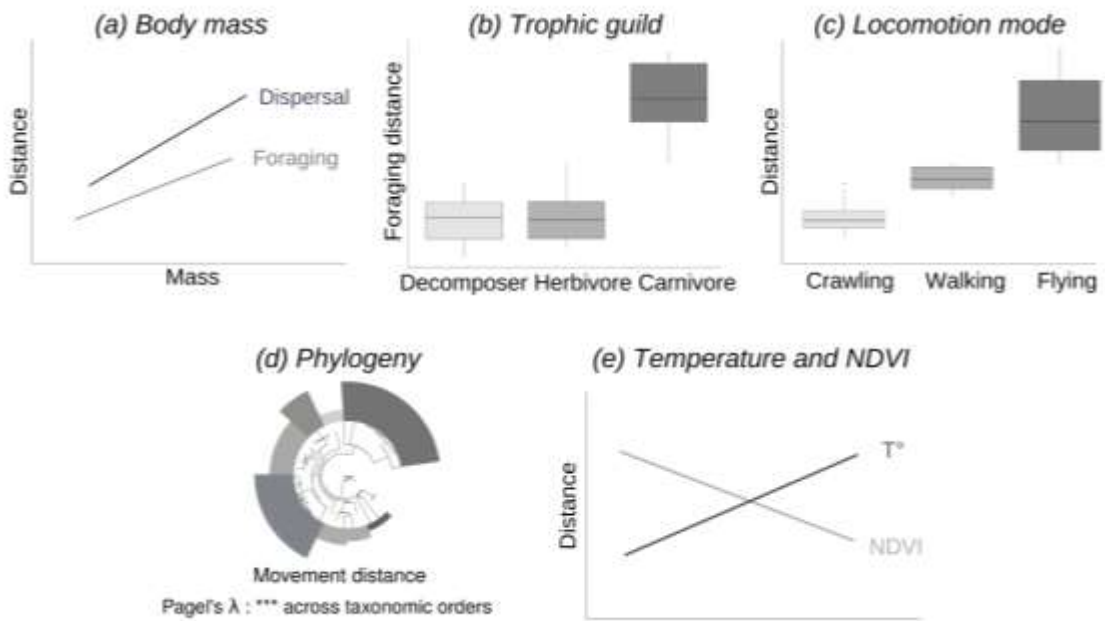 (a) Body mass
Distance
Dispersal
Foraging
Mass
(b) Trophic guild
Foraging distance
Decomposer Herbivore Carnivore
(c) Locomotion mode
Distance
Crawling Walking Flying
(d) Phylogeny
Movement distance
Pagel's λ : *** across taxonomic orders
(e) Temperature and NDVI
Distance
T°
NDVI